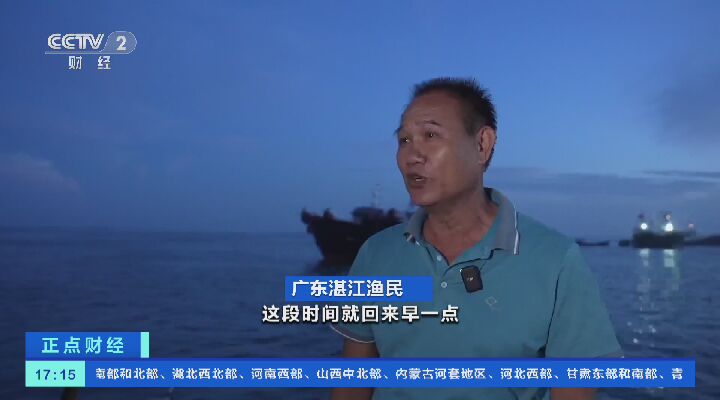 CCTV 2
财经
广东湛江渔民
这段时间就回来早一点
正点财经
17:15
南部和北部、湖北西北部、河南西部、山西中北部、内蒙古河套地区、河北西部、甘肃东部和南部、青